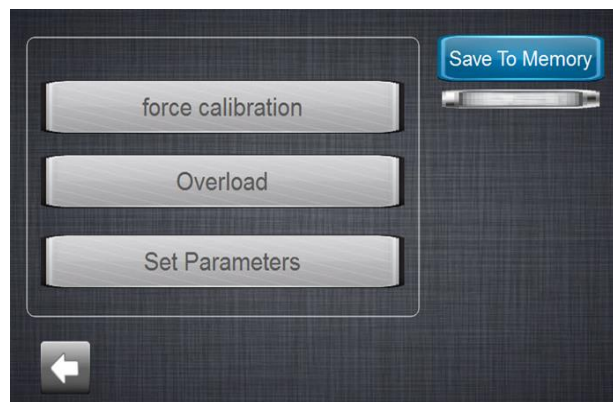 Save To Memory
force calibration
Overload
Set Parameters